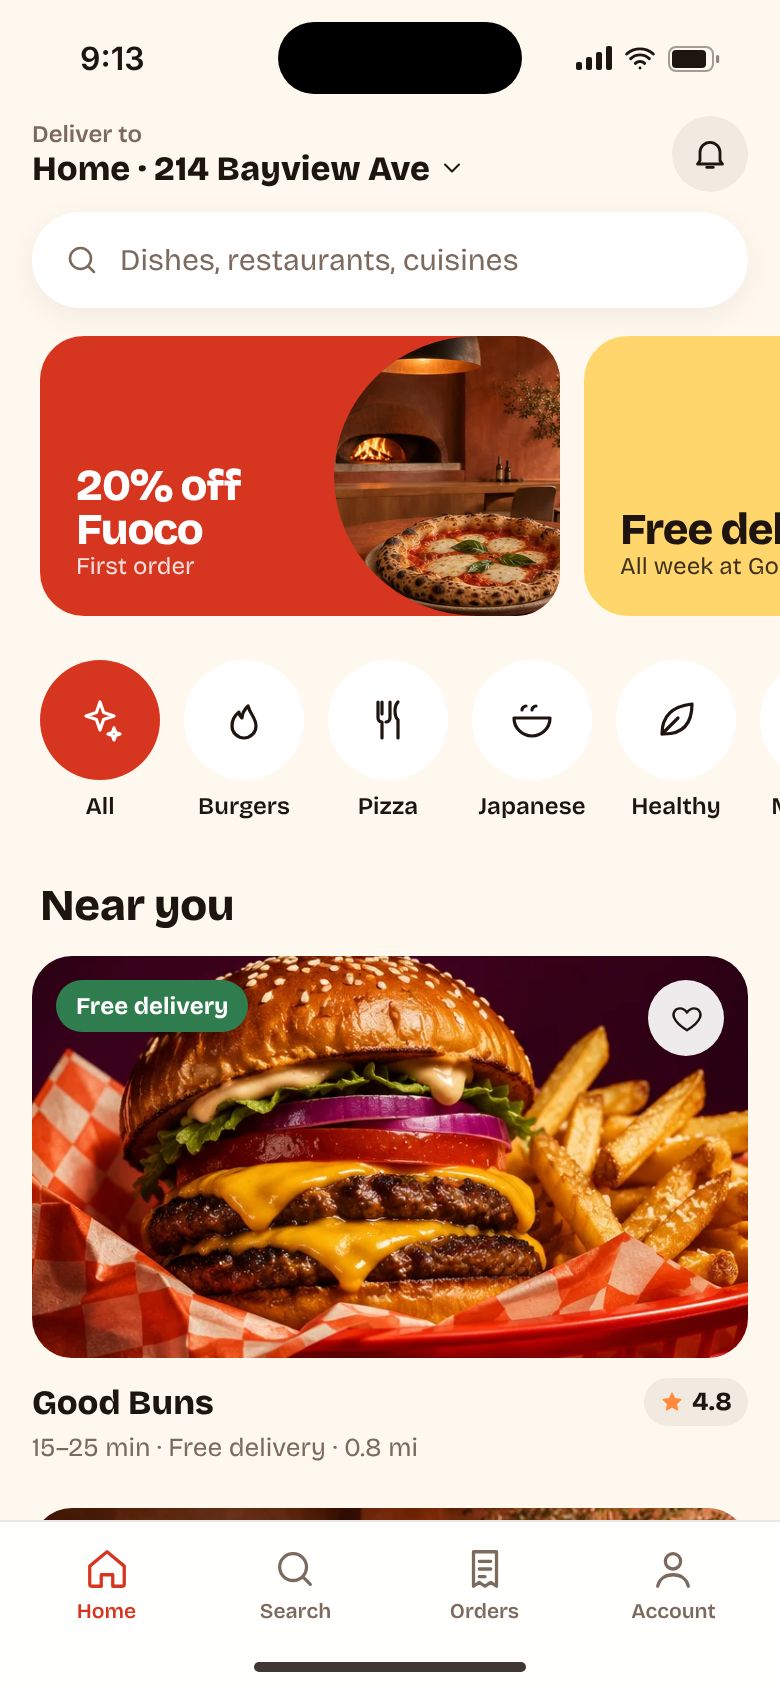 9:13
Deliver to
Home · 214 Bayview Ave
Dishes, restaurants, cuisines
20% off
Fuoco
First order
Free del
All week at Go
All
Burgers
Pizza
Japanese
Healthy
Near you
Free delivery
Good Buns
4.8
15–25 min · Free delivery · 0.8 mi
Home
Search
Orders
Account